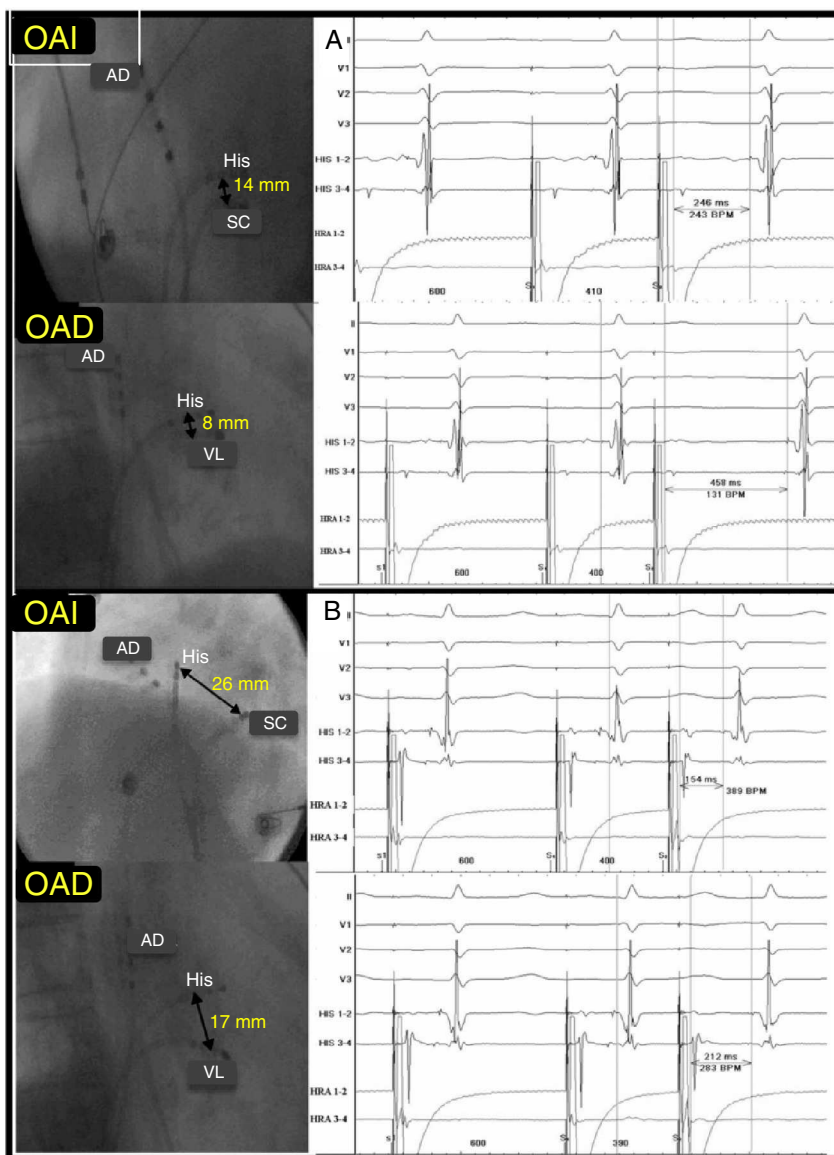 OAI
AD
His
14 mm
SC
A
II
V1
V2
V3
HIS 1-2
HIS 3-4
HRA 1-2
HRA 3-4
246 ms
243 BPM
600
S
410
S
OAD
AD
His
8 mm
VL
II
V1
V2
V3
HIS 1-2
HIS 3-4
HRA 1-2
HRA 3-4
458 ms
131 BPM
S1
600
S
400
S
OAI
AD
His
26 mm
SC
B
II
V1
V2
V3
HIS 1-2
HIS 3-4
HRA 1-2
HRA 3-4
154 ms
389 BPM
S1
600
S
400
S
OAD
AD
His
17 mm
VL
II
V1
V2
V3
HIS 1-2
HIS 3-4
HRA 1-2
HRA 3-4
212 ms
283 BPM
S1
600
S
390
S